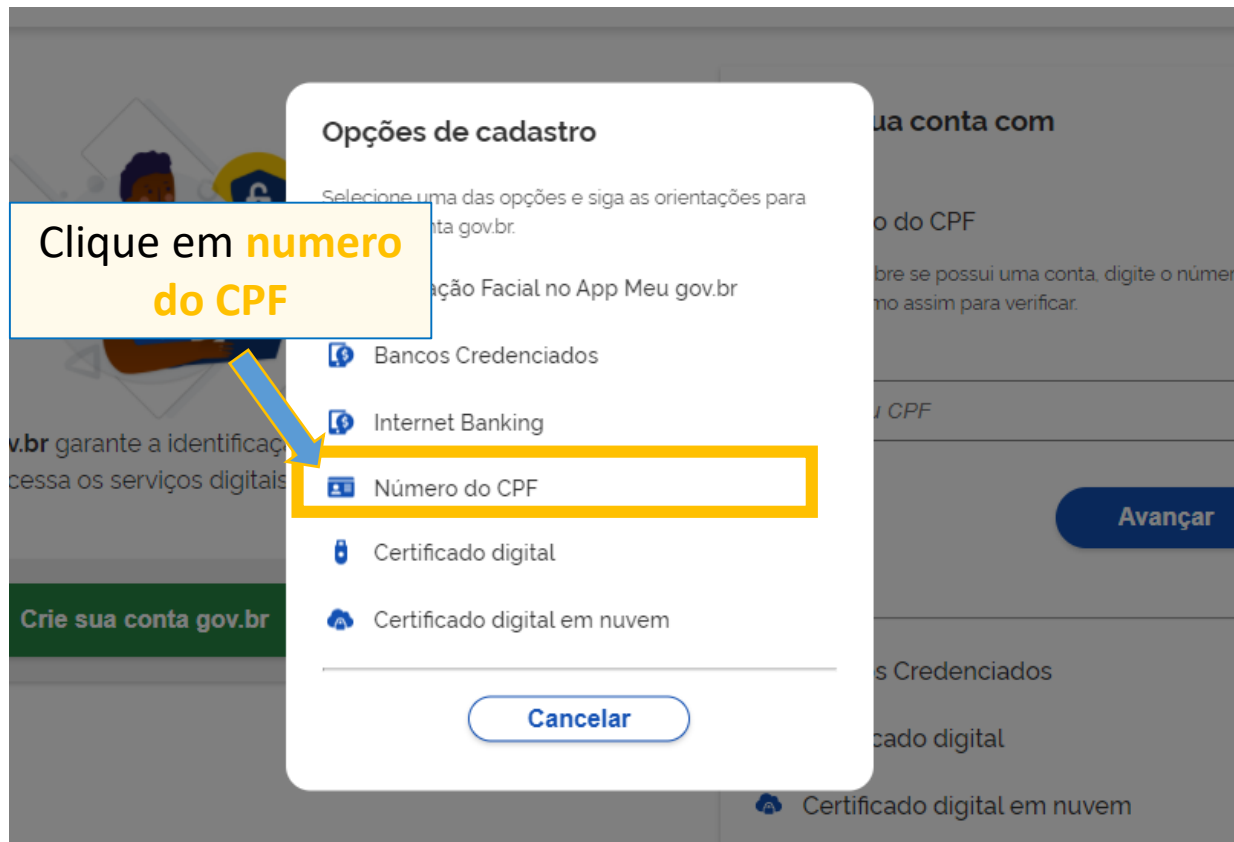 Opções de cadastro
Selecione uma das opções e siga as orientações para
gov.br.
Clique em numero
do CPF
Facial no App Meu gov.br
Bancos Credenciados
Internet Banking
Número do CPF
Certificado digital
Certificado digital em nuvem
Cancelar
v.br garante a identificaç
cessa os serviços digitais
Crie sua conta gov.br
ua conta com
o do CPF
bre se possui uma conta, digite o númer
mo assim para verificar.
CPF
Avançar
s Credenciados
cado digital
Certificado digital em nuvem